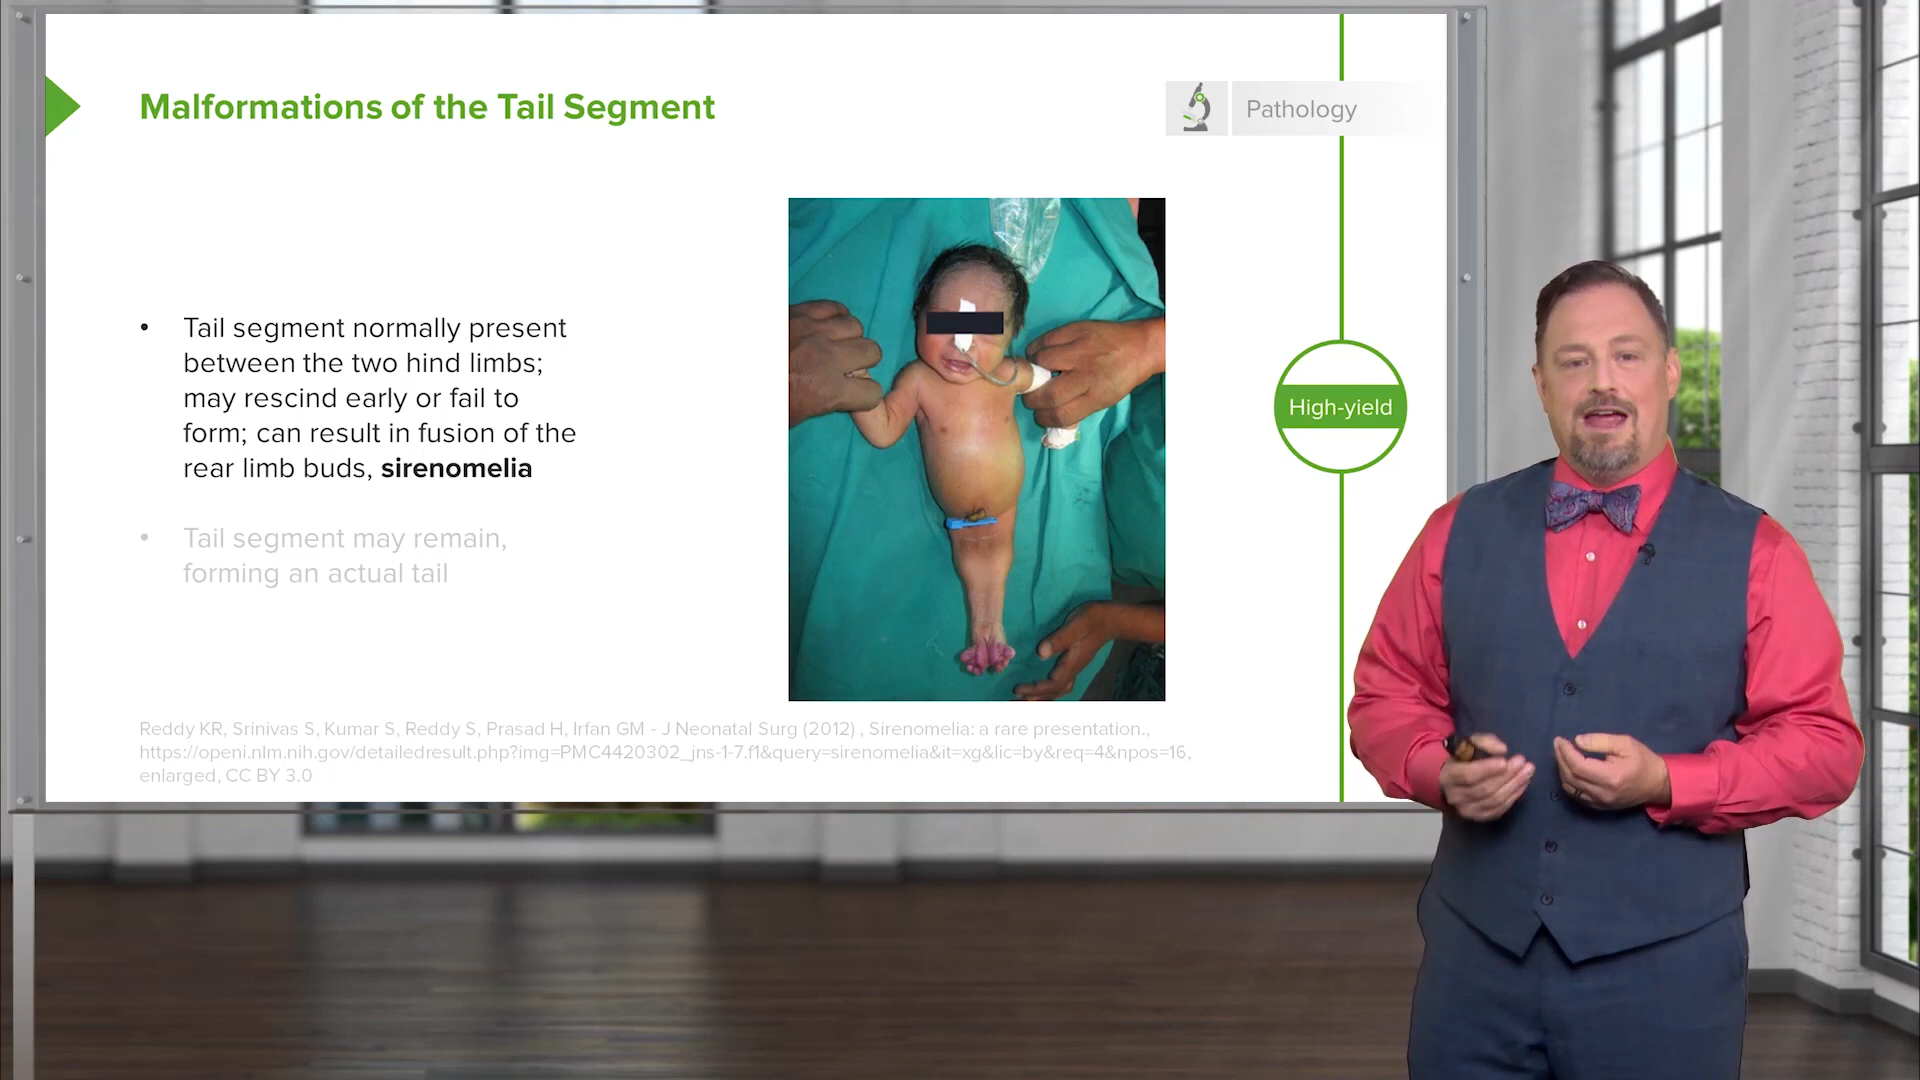 Malformations of the Tail Segment
Pathology
• Tail segment normally present
between the two hind limbs;
may rescind early or fail to
form; can result in fusion of the
rear limb buds, sirenomelia
High-yield
• Tail segment may remain,
forming an actual tail
Reddy KR, Srinivas S, Kumar S, Reddy S, Prasad H, Irfan GM - J Neonatal Surg (2012) , Sirenomelia: a rare presentation.,
https://openi.nlm.nih.gov/detailedresult.php?img=PMC4420302_jns-1-7.f1&query=sirenomelia&it=xg&lic=by&req=4&npos=16,
enlarged, CC BY 3.0